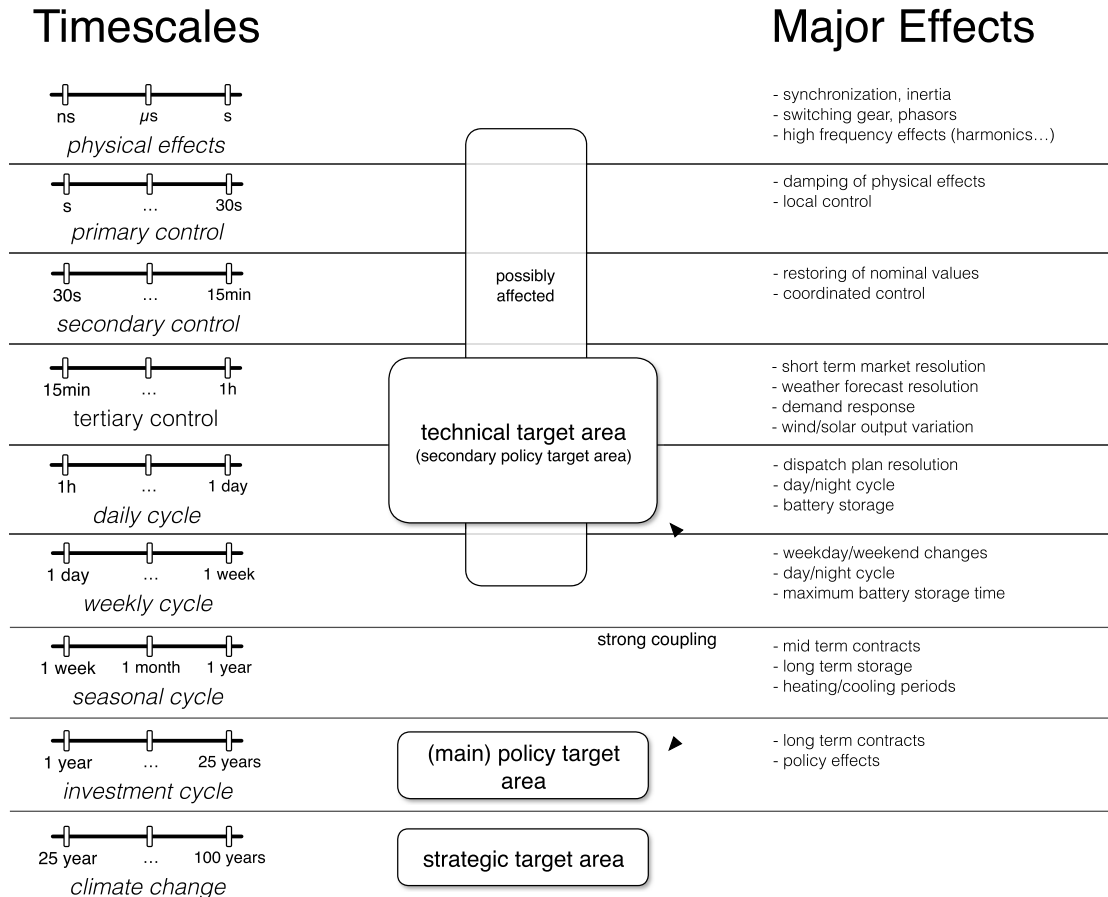 Timescales
Major Effects
ns µs s
physical effects
- synchronization, inertia
- switching gear, phasors
- high frequency effects (harmonics…)
s … 30s
primary control
- damping of physical effects
- local control
30s … 15min
secondary control
possibly
affected
- restoring of nominal values
- coordinated control
15min … 1h
tertiary control
technical target area
(secondary policy target area)
- short term market resolution
- weather forecast resolution
- demand response
- wind/solar output variation
1h … 1 day
daily cycle
- dispatch plan resolution
- day/night cycle
- battery storage
1 day … 1 week
weekly cycle
- weekday/weekend changes
- day/night cycle
- maximum battery storage time
strong coupling
1 week 1 month 1 year
seasonal cycle
- mid term contracts
- long term storage
- heating/cooling periods
1 year … 25 years
investment cycle
(main) policy target
area
- long term contracts
- policy effects
25 year … 100 years
climate change
strategic target area